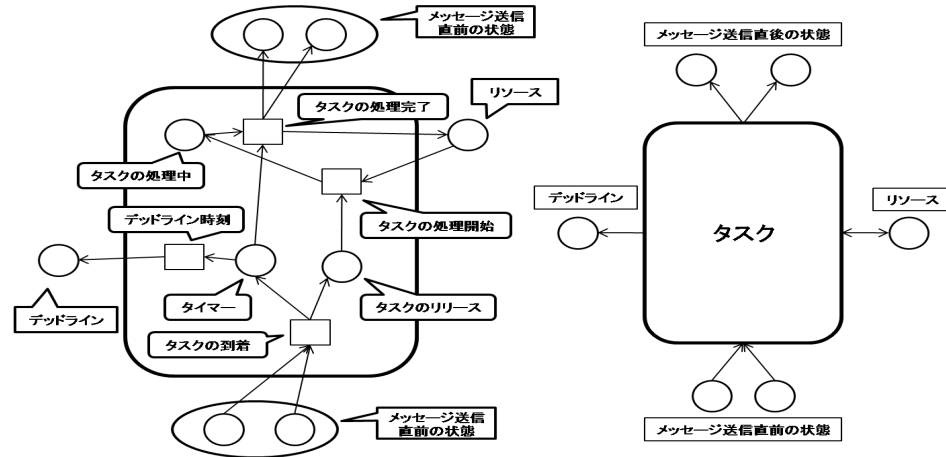 メッセージ送信
直前の状態
タスクの処理完了
リソース
タスクの処理中
デッドライン時刻
タスクの処理開始
タイマー
タスクのリリース
デッドライン
タスクの到着
メッセージ送信
直前の状態
メッセージ送信直後の状態
デッドライン
リソース
タスク
メッセージ送信直前の状態